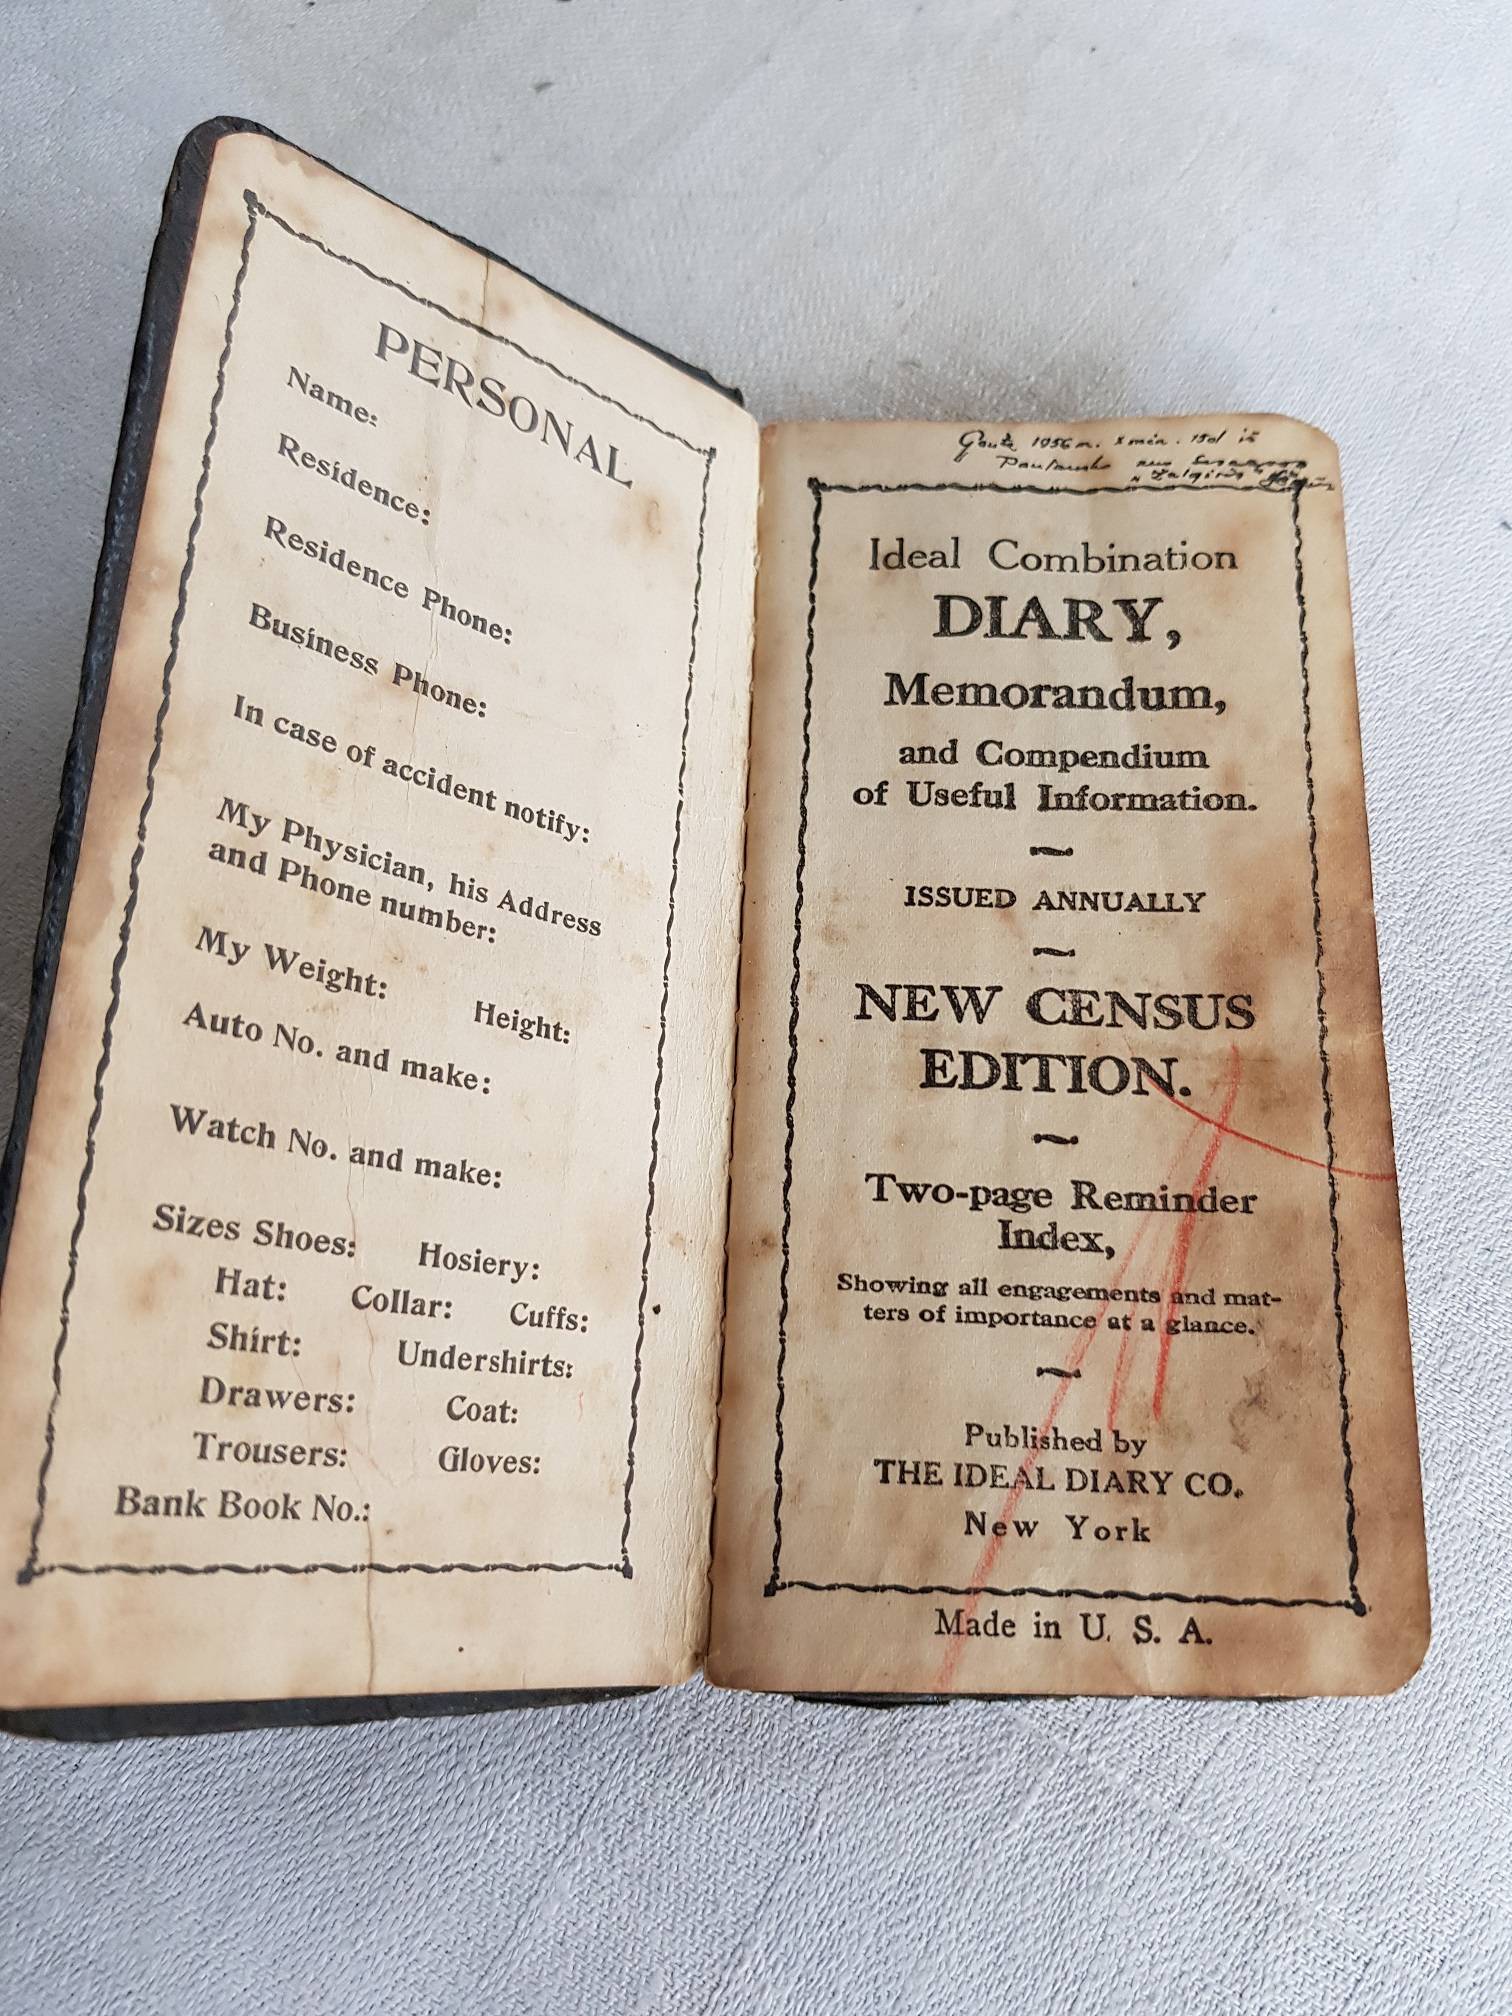 PERSONAL
Name:
Residence:
Residence Phone:
Business Phone:
In case of accident notify:
My Physician, his Address
and Phone number:
My Weight: Height:
Auto No. and make:
Watch No. and make:
Sizes Shoes: Hosiery:
Hat: Collar: Cuffs:
Shirt: Undershirts:
Drawers: Coat:
Trousers: Gloves:
Bank Book No.:
1956 m.
Ideal Combination
DIARY,
Memorandum,
and Compendium
of Useful Information.
ISSUED ANNUALLY
NEW CENSUS
EDITION.
Two-page Reminder
Index,
Showing all engagements and mat-
ters of importance at a glance.
Published by
THE IDEAL DIARY CO.
New York
Made in U. S. A.